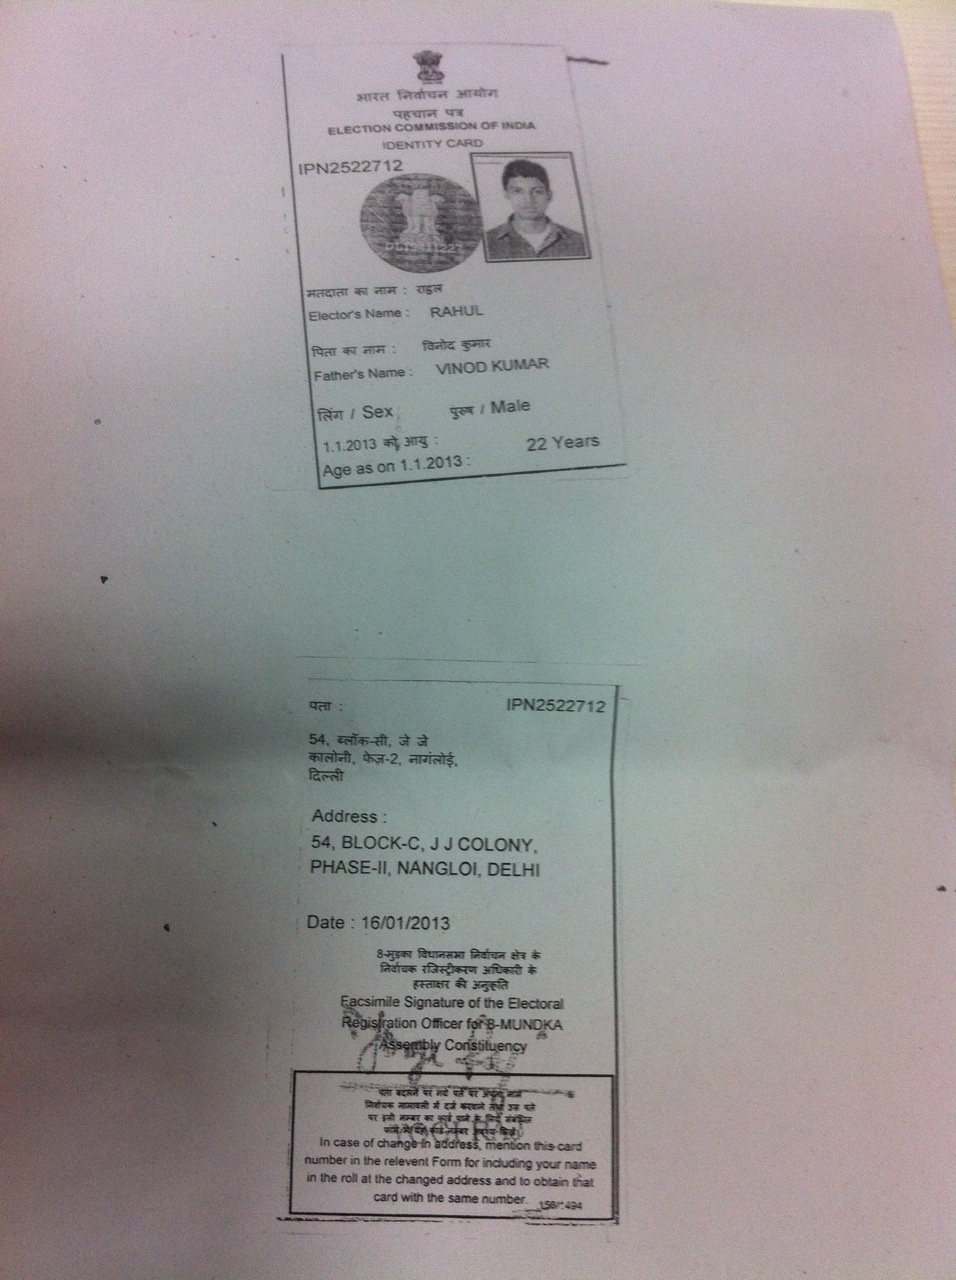 भारत निर्वाचन आयोग
पहचान पत्र
ELECTION COMMISSION OF INDIA
IDENTITY CARD
IPN2522712
मतदाता का नाम : राहुल
Elector's Name : RAHUL
पिता का नाम : विनोद कुमार
Father's Name : VINOD KUMAR
लिंग / Sex पुरुष / Male
1.1.2013 को आयु :
22 Years
Age as on 1.1.2013 :
पता : IPN2522712
54, ब्लॉक-सी, जे जे
कालोनी, फेज-2, नागंलोई,
दिल्ली
Address :
54, BLOCK-C, J J COLONY,
PHASE-II, NANGLOI, DELHI
Date : 16/01/2013
8-मुडका विधानसभा निर्वाचन क्षेत्र के
निर्वाचक रजिस्ट्रीकरण अधिकारी के
हस्ताक्षर की अनुकृति
Facsimile Signature of the Electoral
Registration Officer for 8-MUNDKA
Assembly Constituency
In case of change in address, mention this card
number in the relevent Form for including your name
in the roll at the changed address and to obtain that
card with the same number.